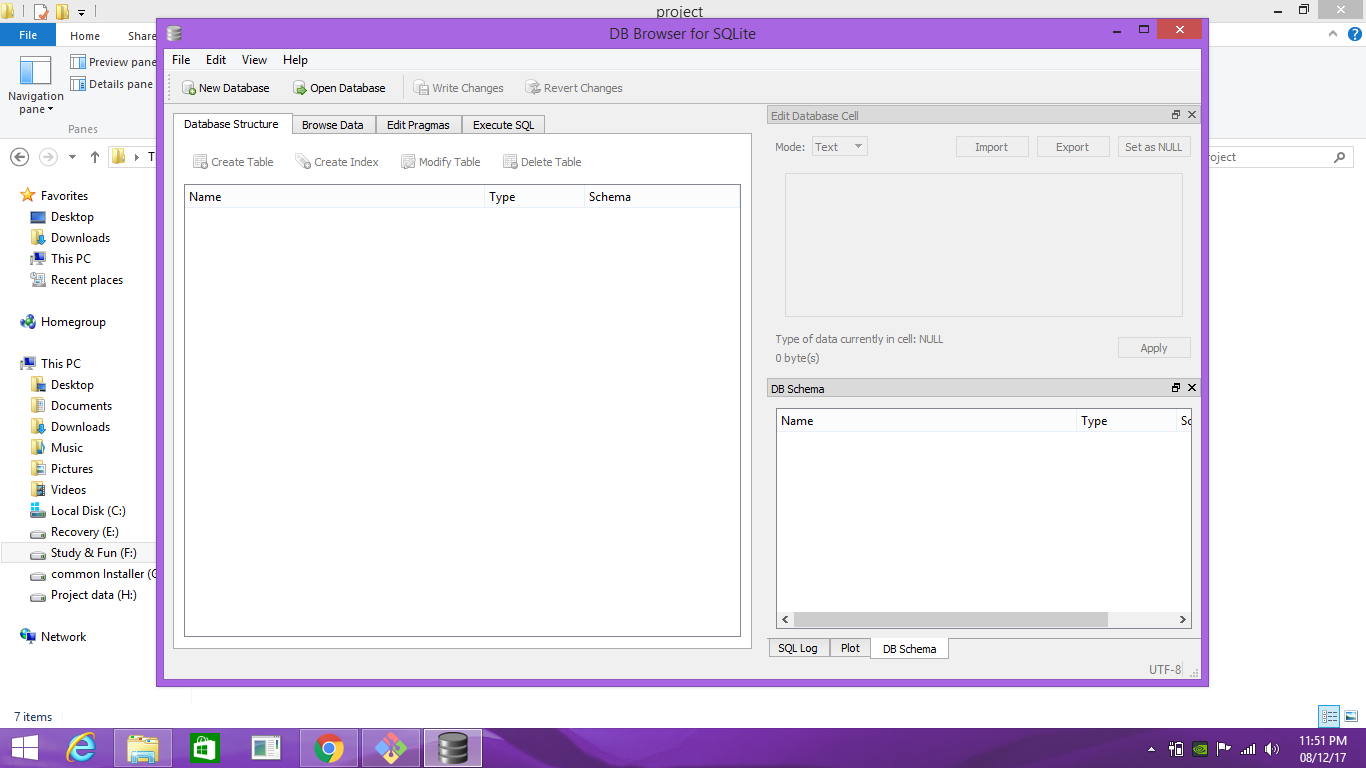 project
File Home Share
Preview pane
Details pane
Navigation
pane
Panes
DB Browser for SQLite
File Edit View Help
New Database Open Database Write Changes Revert Changes
Database Structure Browse Data Edit Pragmas Execute SQL
Create Table Create Index Modify Table Delete Table
Name Type Schema
Edit Database Cell
Mode: Text Import Export Set as NULL
Type of data currently in cell: NULL
0 byte(s)
Apply
DB Schema
Name Type Sc
SQL Log Plot DB Schema
UTF-8
T
roject
Favorites
Desktop
Downloads
This PC
Recent places
Homegroup
This PC
Desktop
Documents
Downloads
Music
Pictures
Videos
Local Disk (C:)
Recovery (E:)
Study & Fun (F:)
common Installer (G
Project data (H:)
Network
7 items
11:51 PM
08/12/17